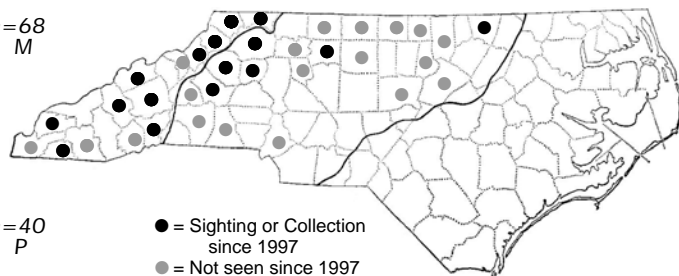 =68
M
=40
P
● = Sighting or Collection
since 1997
● = Not seen since 1997